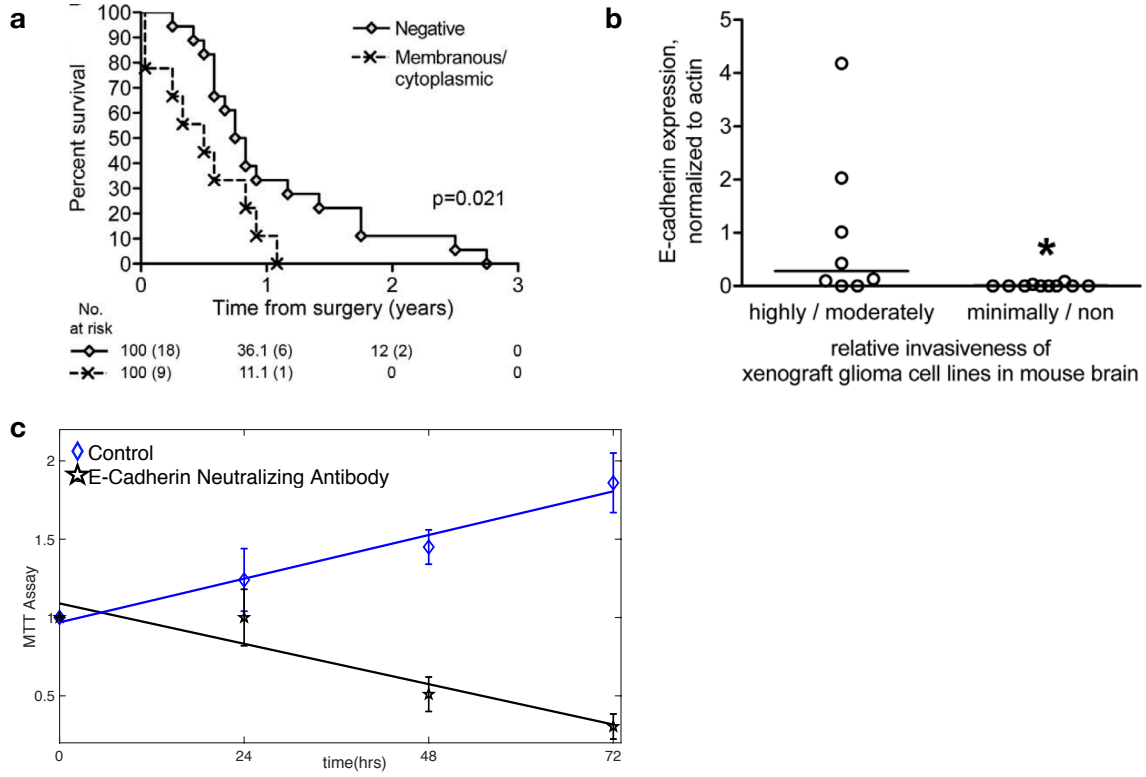 a
100
90
80
70
60
50
40
30
20
10
0
Percent survival
Negative
Membranous/
cytoplasmic
p=0.021
0 1 2 3
Time from surgery (years)
No.
at risk
100 (18) 36.1 (6) 12 (2) 0
100 (9) 11.1 (1) 0 0
b
E-cadherin expression,
normalized to actin
5
4
3
2
1
0
*
highly / moderately minimally / non
relative invasiveness of
xenograft glioma cell lines in mouse brain
c
Control
E-Cadherin Neutralizing Antibody
MTT Assay
2
1.5
1
0.5
0 24 48 72
time(hrs)